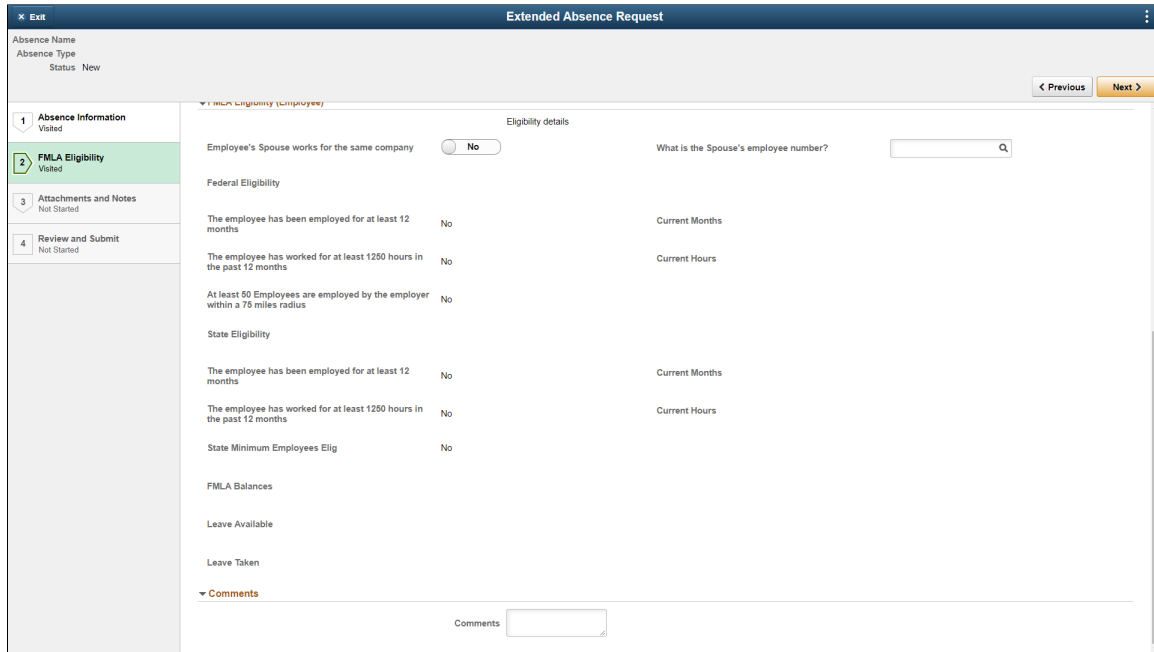 × Exit
Extended Absence Request
Absence Name
Absence Type
Status New
Previous
Next
1 Absence Information
Visited
2 FMLA Eligibility
Visited
3 Attachments and Notes
Not Started
4 Review and Submit
Not Started
FMLA Eligibility (Employee)
Eligibility details
Employee's Spouse works for the same company No What is the Spouse's employee number?
Federal Eligibility
The employee has been employed for at least 12
months
No
Current Months
The employee has worked for at least 1250 hours in
the past 12 months
No
Current Hours
At least 50 Employees are employed by the employer
within a 75 miles radius
No
State Eligibility
The employee has been employed for at least 12
months
No
Current Months
The employee has worked for at least 1250 hours in
the past 12 months
No
Current Hours
State Minimum Employees Elig No
FMLA Balances
Leave Available
Leave Taken
Comments
Comments